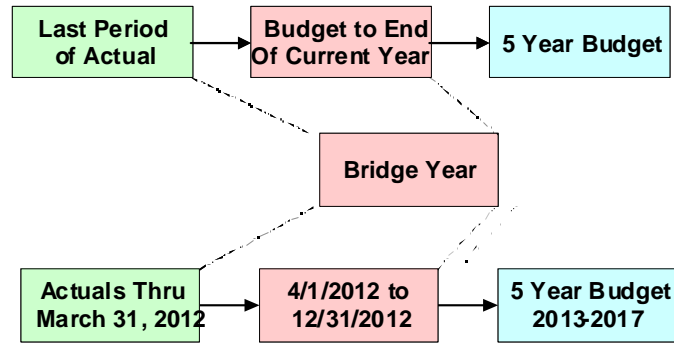 Last Period
of Actual
Budget to End
Of Current Year
5 Year Budget
Bridge Year
Actuals Thru
March 31, 2012
4/1/2012 to
12/31/2012
5 Year Budget
2013-2017